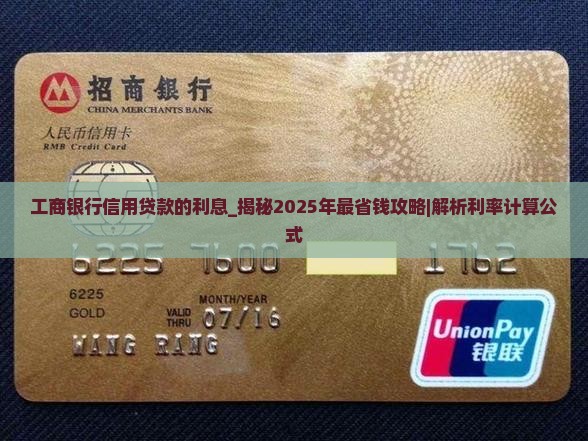 招商銀行
CHINA MERCHANTS BANK
人民币信用卡
RMB Credit Card
工商银行信用贷款的利息_揭秘2025年最省钱攻略|解析利率计算公
式
6225 7600 1762
6225
MONTH/YEAR
GOLD
VALID
THRU 07/16
WANG
UnionPay
银联